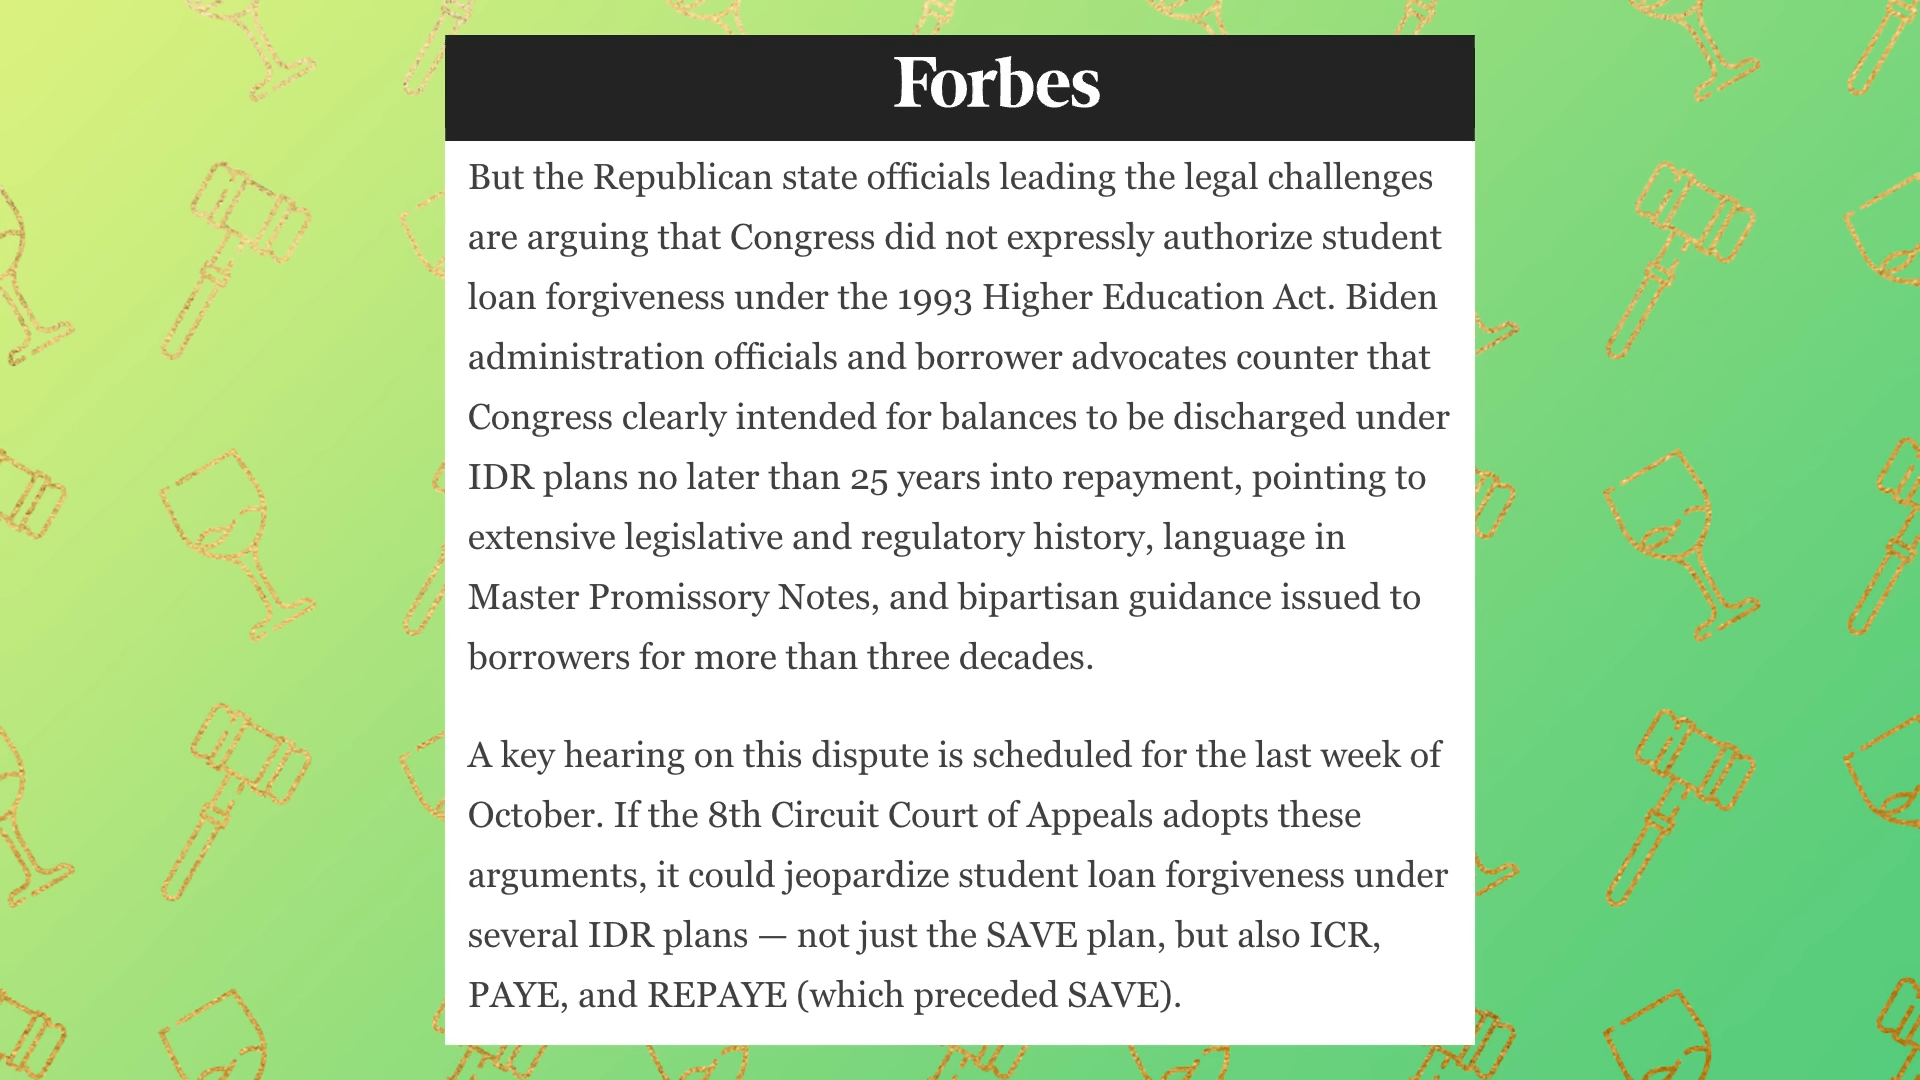 Forbes
But the Republican state officials leading the legal challenges
are arguing that Congress did not expressly authorize student
loan forgiveness under the 1993 Higher Education Act. Biden
administration officials and borrower advocates counter that
Congress clearly intended for balances to be discharged under
IDR plans no later than 25 years into repayment, pointing to
extensive legislative and regulatory history, language in
Master Promissory Notes, and bipartisan guidance issued to
borrowers for more than three decades.
A key hearing on this dispute is scheduled for the last week of
October. If the 8th Circuit Court of Appeals adopts these
arguments, it could jeopardize student loan forgiveness under
several IDR plans — not just the SAVE plan, but also ICR,
PAYE, and REPAYE (which preceded SAVE).